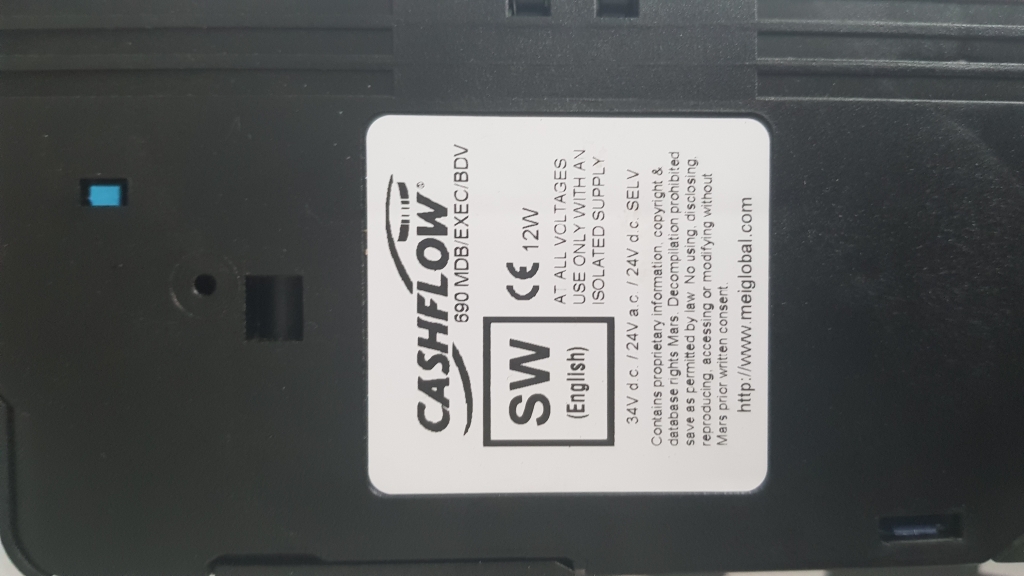 CASHFLOW®
690 MDB/EXEC/BDV
SW
(English)
CE 12W
AT ALL VOLTAGES
USE ONLY WITH AN
ISOLATED SUPPLY
34V d.c. / 24V a.c. / 24V d.c. SELV
Contains proprietary information, copyright &
database rights Mars. Decompilation prohibited
save as permitted by law. No using, disclosing,
reproducing, accessing or modifying without
Mars prior written consent.
http://www.meiglobal.com